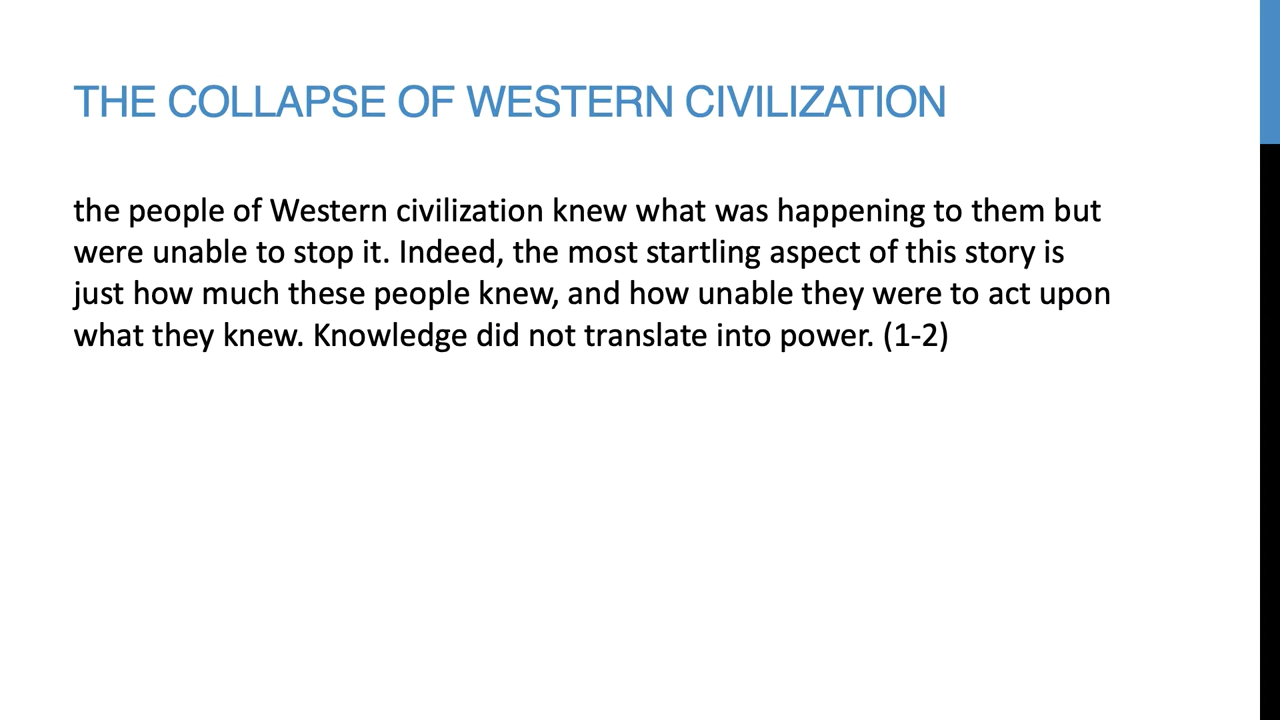 THE COLLAPSE OF WESTERN CIVILIZATION
the people of Western civilization knew what was happening to them but
were unable to stop it. Indeed, the most startling aspect of this story is
just how much these people knew, and how unable they were to act upon
what they knew. Knowledge did not translate into power. (1-2)